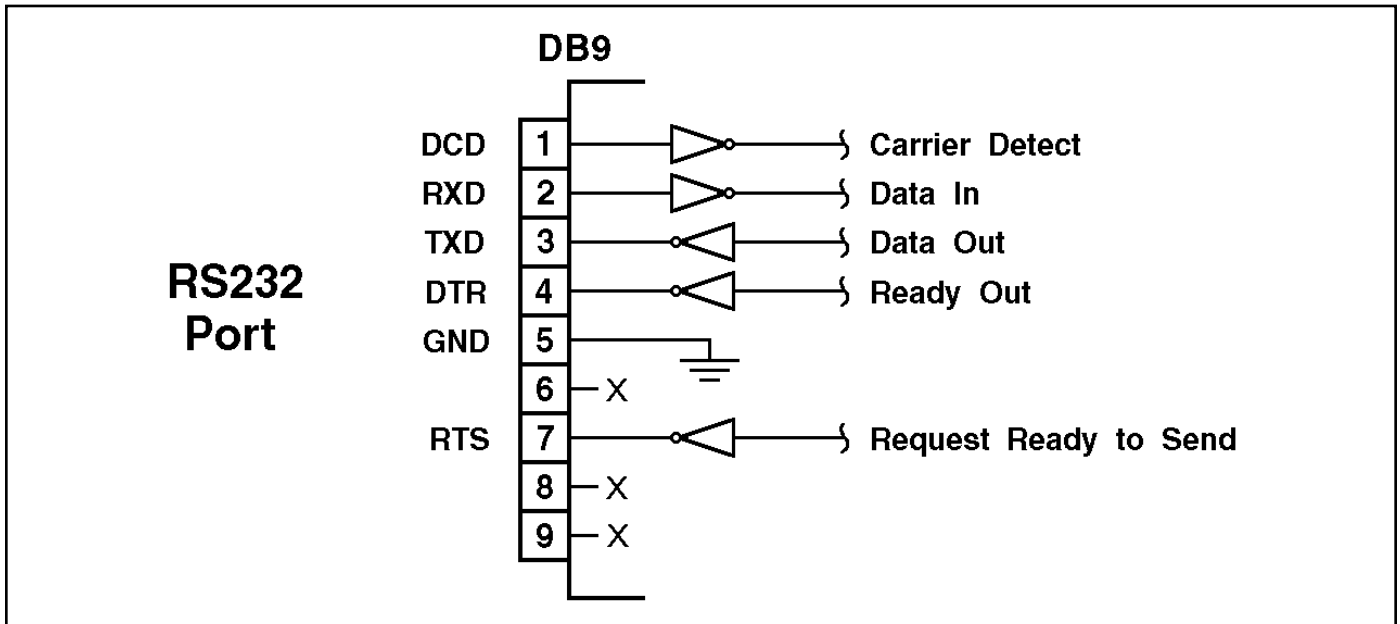 DB9
DCD 1 Carrier Detect
RXD 2 Data In
TXD 3 Data Out
RS232
Port
DTR 4 Ready Out
GND 5
6 X
RTS 7 Request Ready to Send
8 X
9 X